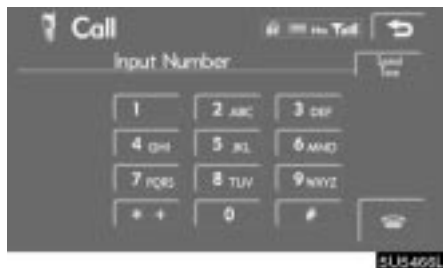 Call
Input Number
1 2 ABC 3 DEF
4 GHI 5 JKL 6 MNO
7 PQRS 8 TUV 9 WXYZ
* + 0 #
5U5466L